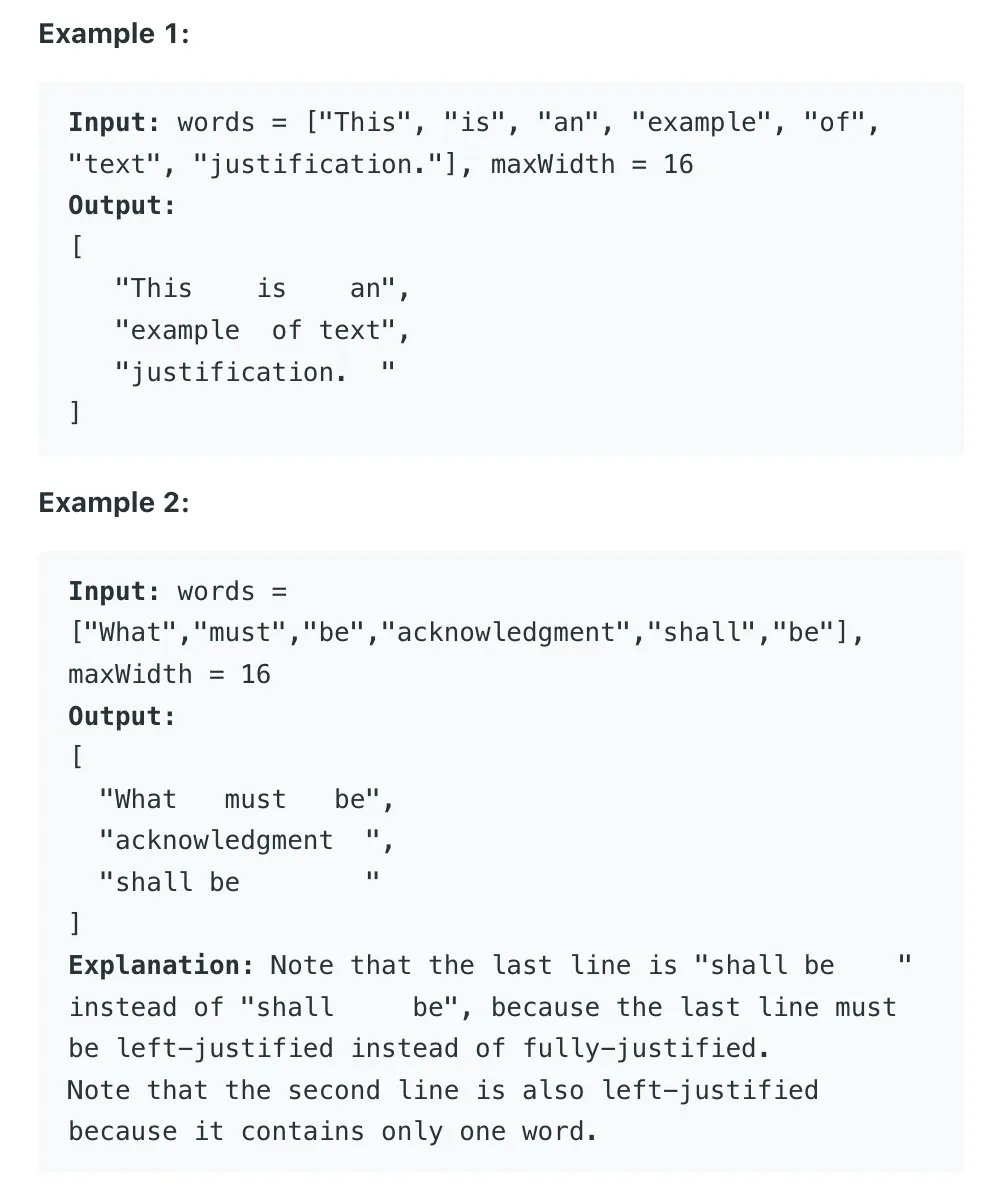 Example 1:
Input: words = ["This", "is", "an", "example", "of",
"text", "justification."], maxWidth = 16
Output:
[
   "This    is    an",
   "example  of text",
   "justification.  "
]
Example 2:
Input: words =
["What","must","be","acknowledgment","shall","be"],
maxWidth = 16
Output:
[
  "What   must   be",
  "acknowledgment  ",
  "shall be        "
]
Explanation: Note that the last line is "shall be    "
instead of "shall     be", because the last line must
be left-justified instead of fully-justified.
Note that the second line is also left-justified
because it contains only one word.